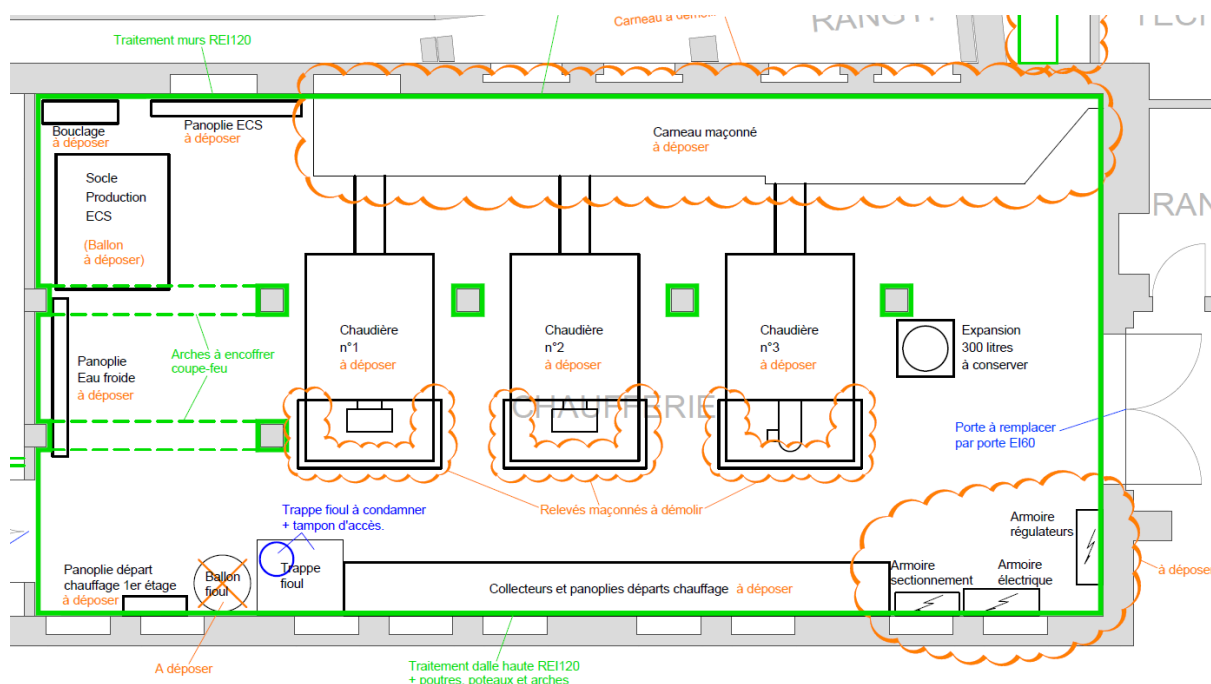 Carneau à démolir
RANGT.
Traitement murs REI120
Bouclage
à déposer
Panoplie ECS
à déposer
Carneau maçonné
à déposer
Socle
Production
ECS
(Ballon
à déposer)
Chaudière
n°1
à déposer
Chaudière
n°2
à déposer
Chaudière
n°3
à déposer
Expansion
300 litres
à conserver
Arches à encoffrer
coupe-feu
Panoplie
Eau froide
à déposer
CHAUFFERIE
Porte à remplacer
par porte EI60
Trappe fioul à condamner
+ tampon d'accès.
Relevés maçonnés à démolir
Armoire
régulateurs
Panoplie départ
chauffage 1er étage
à déposer
Ballon
fioul
Trappe
fioul
Collecteurs et panoplies départs chauffage à déposer
Armoire
sectionnement
Armoire
électrique
à déposer
A déposer
Traitement dalle haute REI120
+ poutres, poteaux et arches